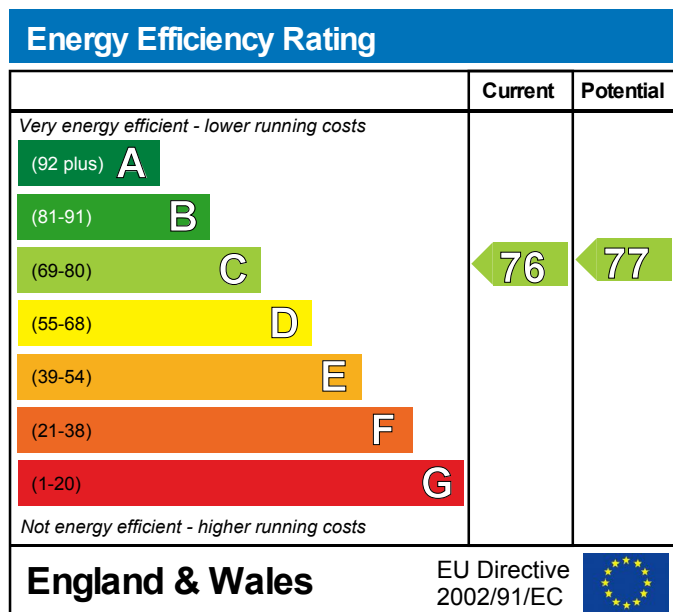 Energy Efficiency Rating
Current Potential
Very energy efficient - lower running costs
(92 plus) A
(81-91) B
(69-80) C 76 77
(55-68) D
(39-54) E
(21-38) F
(1-20) G
Not energy efficient - higher running costs
England & Wales
EU Directive
2002/91/EC